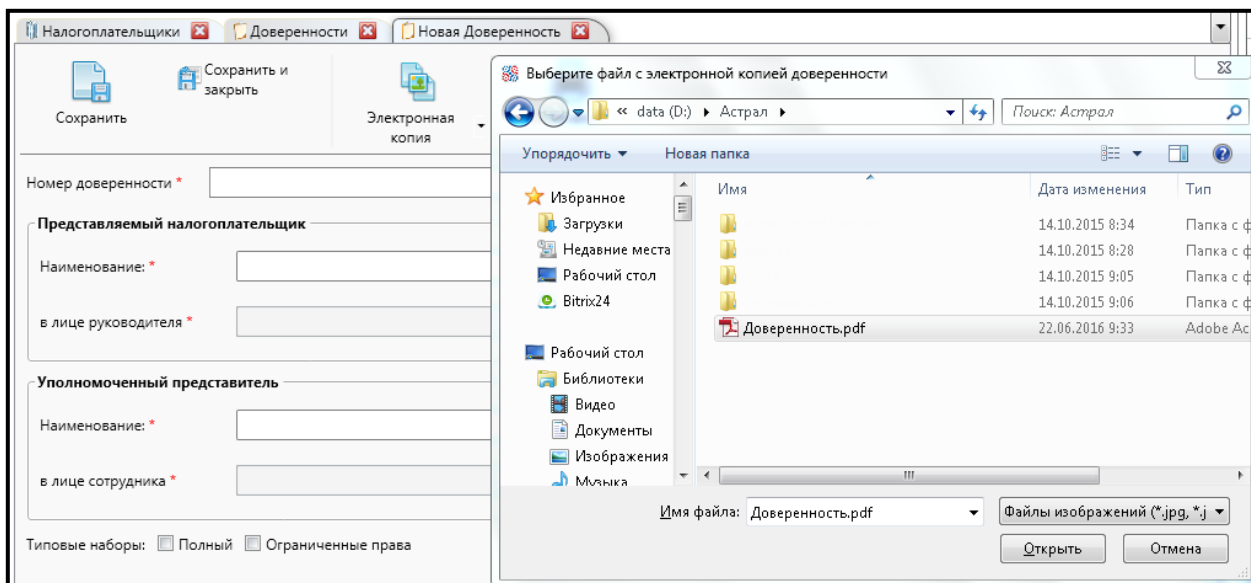 Налогоплательщики Доверенности Новая Доверенность
Сохранить
Сохранить и
закрыть
Электронная
копия
Номер доверенности *
Представляемый налогоплательщик
Наименование: *
в лице руководителя *
Уполномоченный представитель
Наименование: *
в лице сотрудника *
Типовые наборы: Полный Ограниченные права
Выберите файл с электронной копией доверенности
« data (D:) Астрал
Поиск: Астрал
Упорядочить Новая папка
Избранное
Загрузки
Недавние места
Рабочий стол
Bitrix24
Рабочий стол
Библиотеки
Видео
Документы
Изображения
Музыка
Имя Дата изменения Тип
14.10.2015 8:34 Папка с ф
14.10.2015 8:28 Папка с ф
14.10.2015 9:05 Папка с ф
14.10.2015 9:06 Папка с ф
Доверенность.pdf 22.06.2016 9:33 Adobe Ac
Имя файла: Доверенность.pdf Файлы изображений (*.jpg, *.j
Открыть Отмена